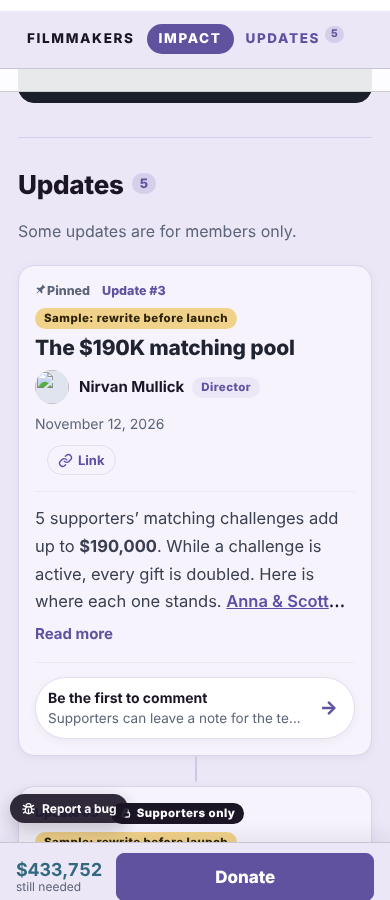 FILMMAKERS IMPACT UPDATES 5
Updates 5
Some updates are for members only.
Pinned Update #3
Sample: rewrite before launch
The $190K matching pool
Nirvan Mullick Director
November 12, 2026
Link
5 supporters’ matching challenges add
up to $190,000. While a challenge is
active, every gift is doubled. Here is
where each one stands. Anna & Scott...
Read more
Be the first to comment
Supporters can leave a note for the te...
Report a bug
Supporters only
Sample: rewrite before launch
$433,752
still needed
Donate